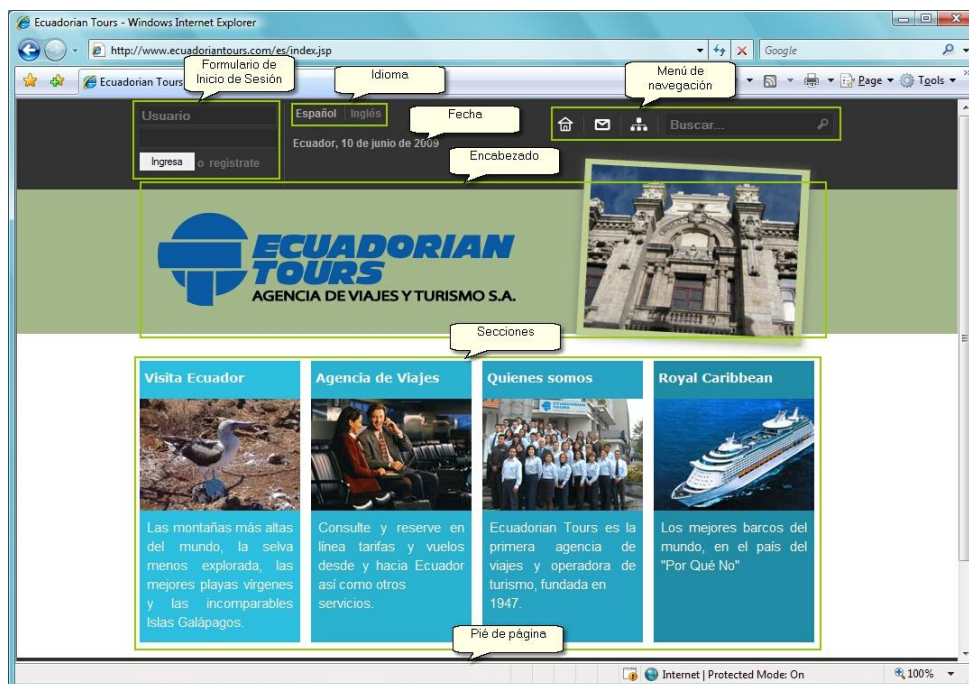 Ecuadorian Tours - Windows Internet Explorer
http://www.ecuadoriantours.com/es/index.jsp
Google
Ecuadorian Tours
Page
Tools
Formulario de
Inicio de Sesión
Idioma
Menú de
navegación
Usuario
Español
Inglés
Fecha
Buscar...
Ecuador, 10 de junio de 2009
Ingresa o registrate
Encabezado
ECUADORIAN
TOURS
AGENCIA DE VIAJES Y TURISMO S.A.
Secciones
Visita Ecuador
Las montañas más altas
del mundo, la selva
menos explorada, las
mejores playas vírgenes
y las incomparables
Islas Galápagos.
Agencia de Viajes
Consulte y reserve en
línea tarifas y vuelos
desde y hacia Ecuador
así como otros
servicios.
Quienes somos
ECUADORIAN
TOURS
Ecuadorian Tours es la
primera agencia de
viajes y operadora de
turismo, fundada en
1947.
Royal Caribbean
Los mejores barcos del
mundo, en el país del
"Por Qué No"
Pié de página
Internet | Protected Mode: On
100%